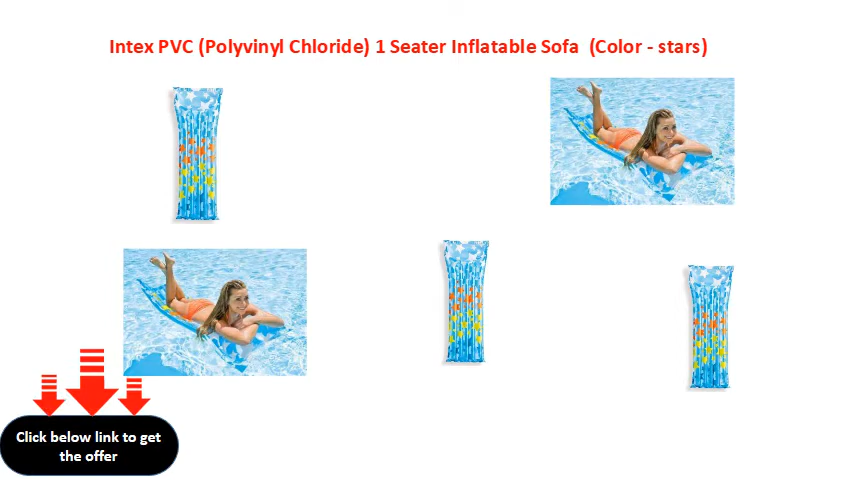 Intex PVC (Polyvinyl Chloride) 1 Seater Inflatable Sofa  (Color - stars)
Click below link to get
the offer